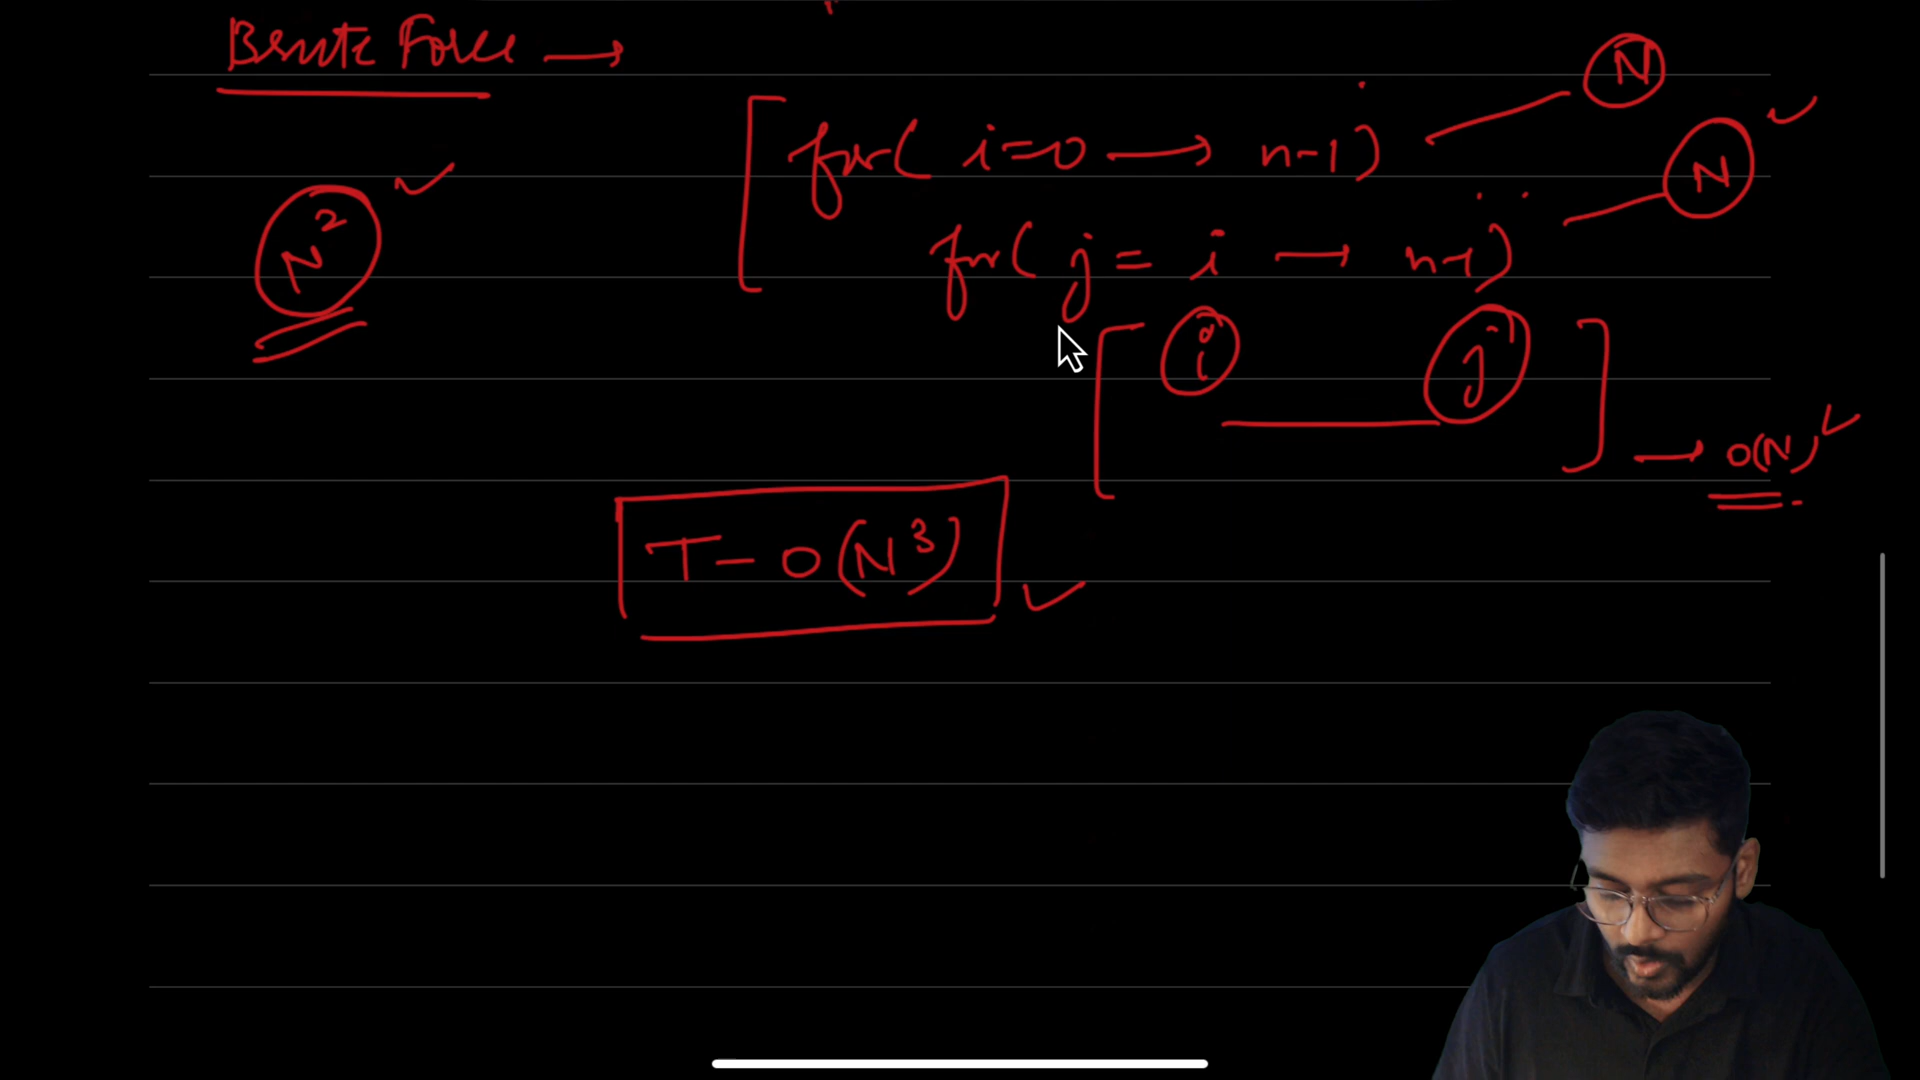 Brute Force →
N
for( i=0 → n-1)
N
N²
for( j = i → n-1)
i j
→ O(N)
T - O(N³)